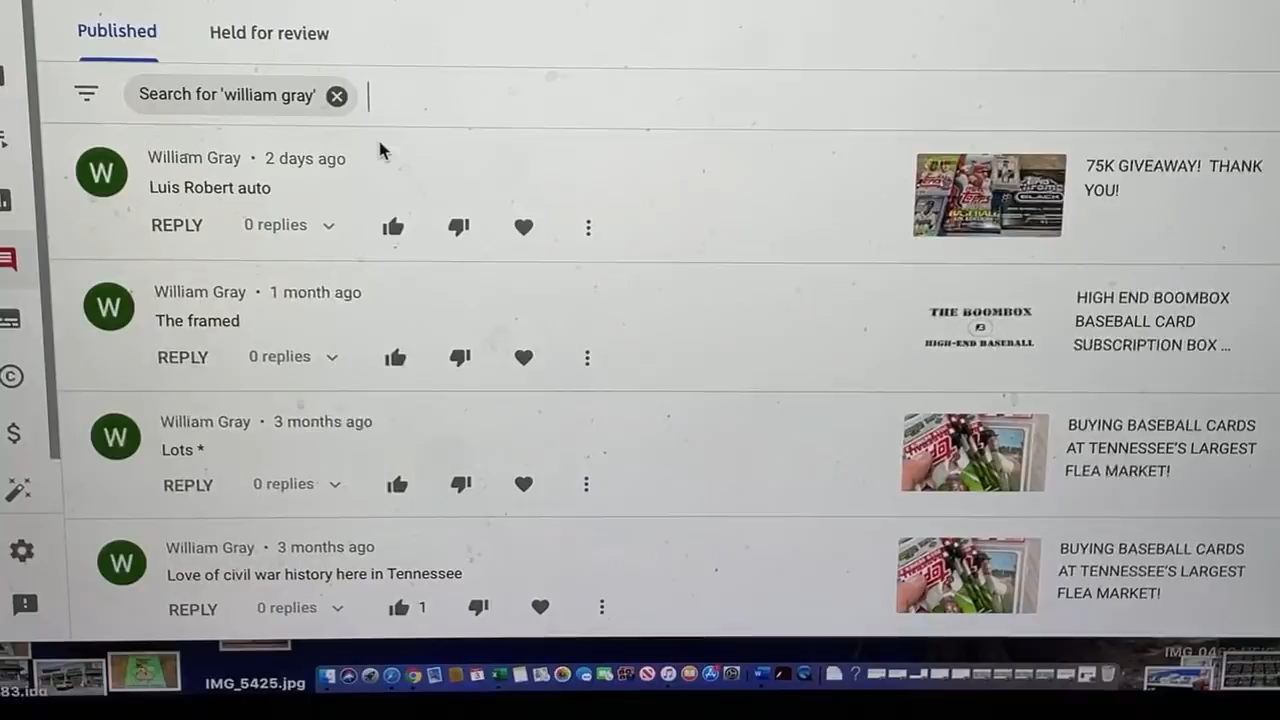 Published
Held for review
Search for 'william gray'
William Gray • 2 days ago
Luis Robert auto
REPLY
0 replies
75K GIVEAWAY! THANK
YOU!
William Gray • 1 month ago
The framed
REPLY
0 replies
THE BOOMBOX
HIGH-END BASEBALL
HIGH END BOOMBOX
BASEBALL CARD
SUBSCRIPTION BOX ...
William Gray • 3 months ago
Lots *
REPLY
0 replies
BUYING BASEBALL CARDS
AT TENNESSEE'S LARGEST
FLEA MARKET!
William Gray • 3 months ago
Love of civil war history here in Tennessee
REPLY
0 replies
1
BUYING BASEBALL CARDS
AT TENNESSEE'S LARGEST
FLEA MARKET!
IMG_5425.jpg